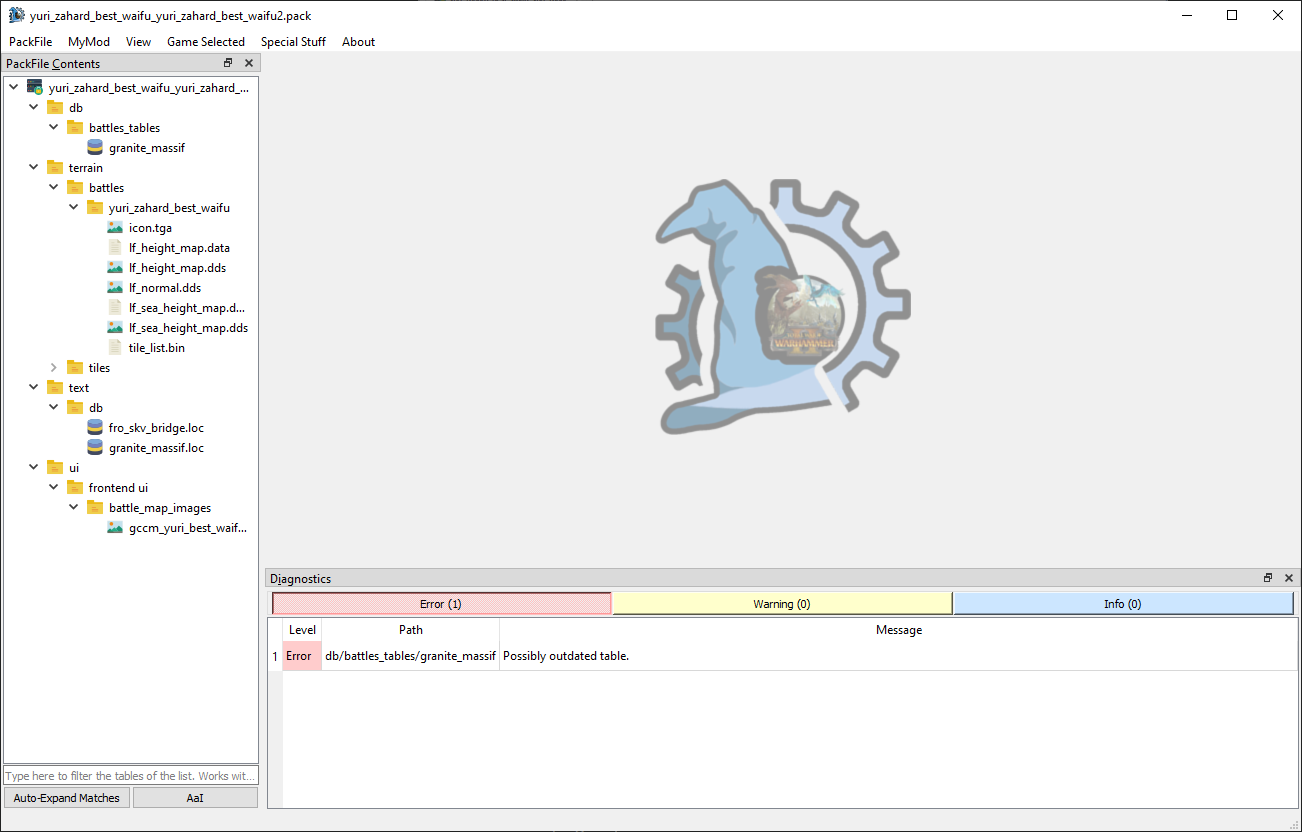 yuri_zahard_best_waifu_yuri_zahard_best_waifu2.pack
PackFile MyMod View Game Selected Special Stuff About
PackFile Contents
yuri_zahard_best_waifu_yuri_zahard_...
db
battles_tables
granite_massif
terrain
battles
yuri_zahard_best_waifu
icon.tga
lf_height_map.data
lf_height_map.dds
lf_normal.dds
lf_sea_height_map.d...
lf_sea_height_map.dds
tile_list.bin
tiles
text
db
fro_skv_bridge.loc
granite_massif.loc
ui
frontend ui
battle_map_images
gccm_yuri_best_waif...
Type here to filter the tables of the list. Works wit...
Auto-Expand Matches AaI
WARHAMMER
II
Diagnostics
Error (1) Warning (0) Info (0)
Level Path Message
1 Error db/battles_tables/granite_massif Possibly outdated table.